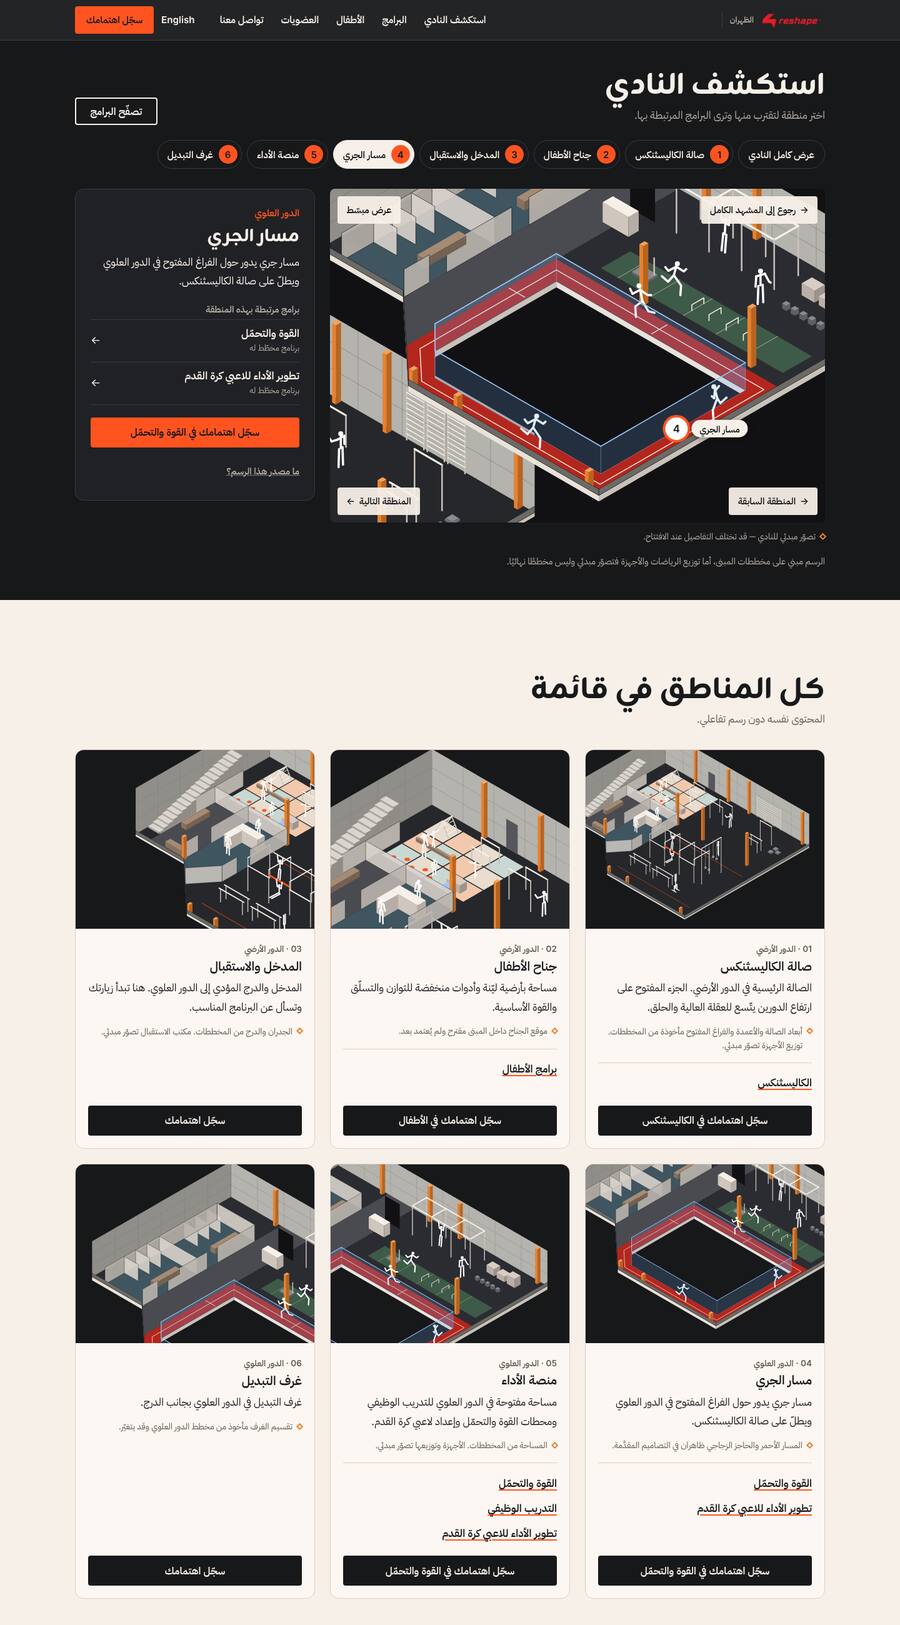 reshape
الظهران
استكشف النادي
البرامج
الأطفال
العضويات
تواصل معنا
English
سجّل اهتمامك
استكشف النادي
اختر منطقة لتقترب منها وترى البرامج المرتبطة بها.
تصفّح البرامج
عرض كامل النادي
1 صالة الكاليسثنكس
2 جناح الأطفال
3 المدخل والاستقبال
4 مسار الجري
5 منصة الأداء
6 غرف التبديل
→ رجوع إلى المشهد الكامل
عرض مبسّط
4 مسار الجري
→ المنطقة السابقة
المنطقة التالية ←
الدور العلوي
مسار الجري
مسار جري يدور حول الفراغ المفتوح في الدور العلوي
ويطلّ على صالة الكاليسثنكس.
برامج مرتبطة بهذه المنطقة
القوة والتحمّل
برنامج مخطّط له
←
تطوير الأداء للاعبي كرة القدم
برنامج مخطّط له
←
سجّل اهتمامك في القوة والتحمّل
ما مصدر هذا الرسم؟
تصوّر مبدئي للنادي — قد تختلف التفاصيل عند الافتتاح.
الرسم مبني على مخططات المبنى، أما توزيع الرياضات والأجهزة فتصوّر مبدئي وليس مخططًا نهائيًا.
كل المناطق في قائمة
المحتوى نفسه دون رسم تفاعلي.
01 · الدور الأرضي
صالة الكاليسثنكس
الصالة الرئيسية في الدور الأرضي. الجزء المفتوح على
ارتفاع الدورين يتّسع للعقلة العالية والحلق.
أبعاد الصالة والأعمدة والفراغ المفتوح مأخوذة من المخططات.
توزيع الأجهزة تصوّر مبدئي.
الكاليسثنكس
سجّل اهتمامك في الكاليسثنكس
02 · الدور الأرضي
جناح الأطفال
مساحة بأرضية ليّنة وأدوات منخفضة للتوازن والتسلّق
والقوة الأساسية.
موقع الجناح داخل المبنى مقترح ولم يُعتمد بعد.
برامج الأطفال
سجّل اهتمامك في الأطفال
03 · الدور الأرضي
المدخل والاستقبال
المدخل والدرج المؤدي إلى الدور العلوي. هنا تبدأ زيارتك
وتسأل عن البرنامج المناسب.
الجدران والدرج من المخططات. مكتب الاستقبال تصوّر مبدئي.
سجّل اهتمامك
04 · الدور العلوي
مسار الجري
مسار جري يدور حول الفراغ المفتوح في الدور العلوي
ويطلّ على صالة الكاليسثنكس.
المسار الأحمر والحاجز الزجاجي ظاهران في التصاميم المقدَّمة.
القوة والتحمّل
تطوير الأداء للاعبي كرة القدم
سجّل اهتمامك في القوة والتحمّل
05 · الدور العلوي
منصة الأداء
مساحة مفتوحة في الدور العلوي للتدريب الوظيفي
ومحطات القوة والتحمّل وإعداد لاعبي كرة القدم.
المساحة من المخططات. الأجهزة وتوزيعها تصوّر مبدئي.
القوة والتحمّل
التدريب الوظيفي
تطوير الأداء للاعبي كرة القدم
سجّل اهتمامك في القوة والتحمّل
06 · الدور العلوي
غرف التبديل
غرف التبديل في الدور العلوي بجانب الدرج.
تقسيم الغرف مأخوذ من مخطط الدور العلوي وقد يتغيّر.
سجّل اهتمامك